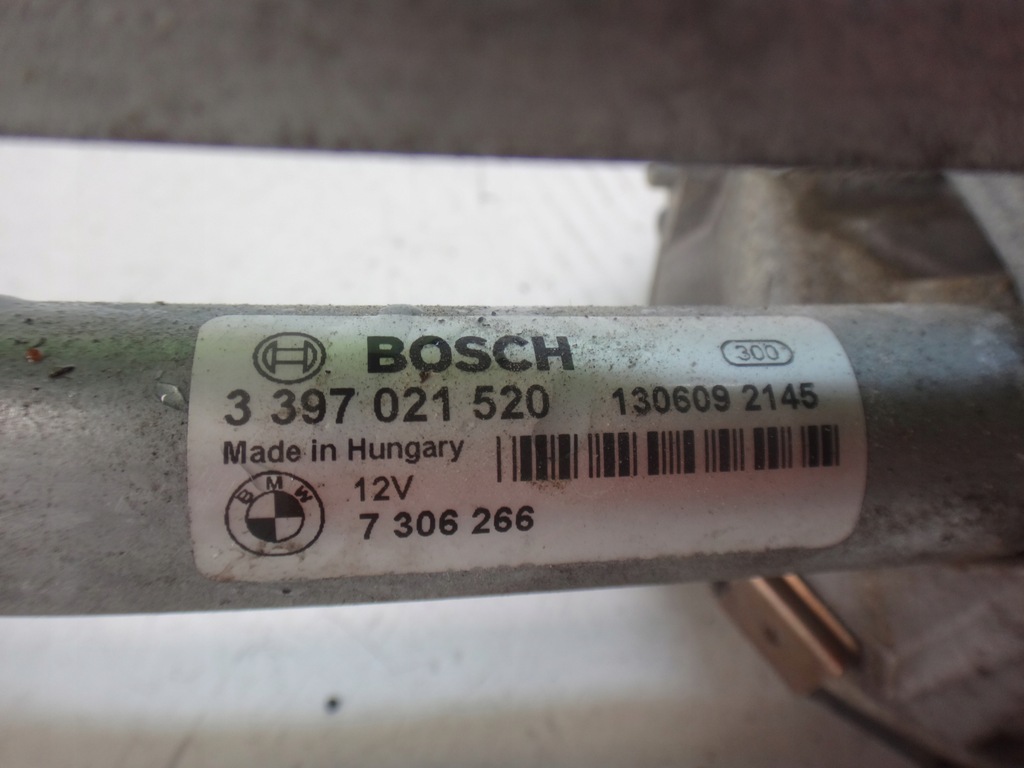 BOSCH 300
3 397 021 520 130609 2145
Made in Hungary
BMW 12V
7 306 266